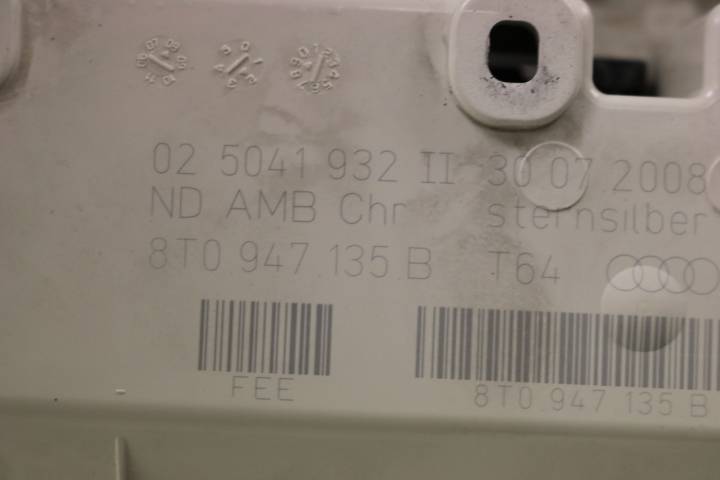 02 5041 932 II 30.07.2008
ND AMB Chr sternsilber
8T0 947 135 B T64
FEE
8T0 947 135 B